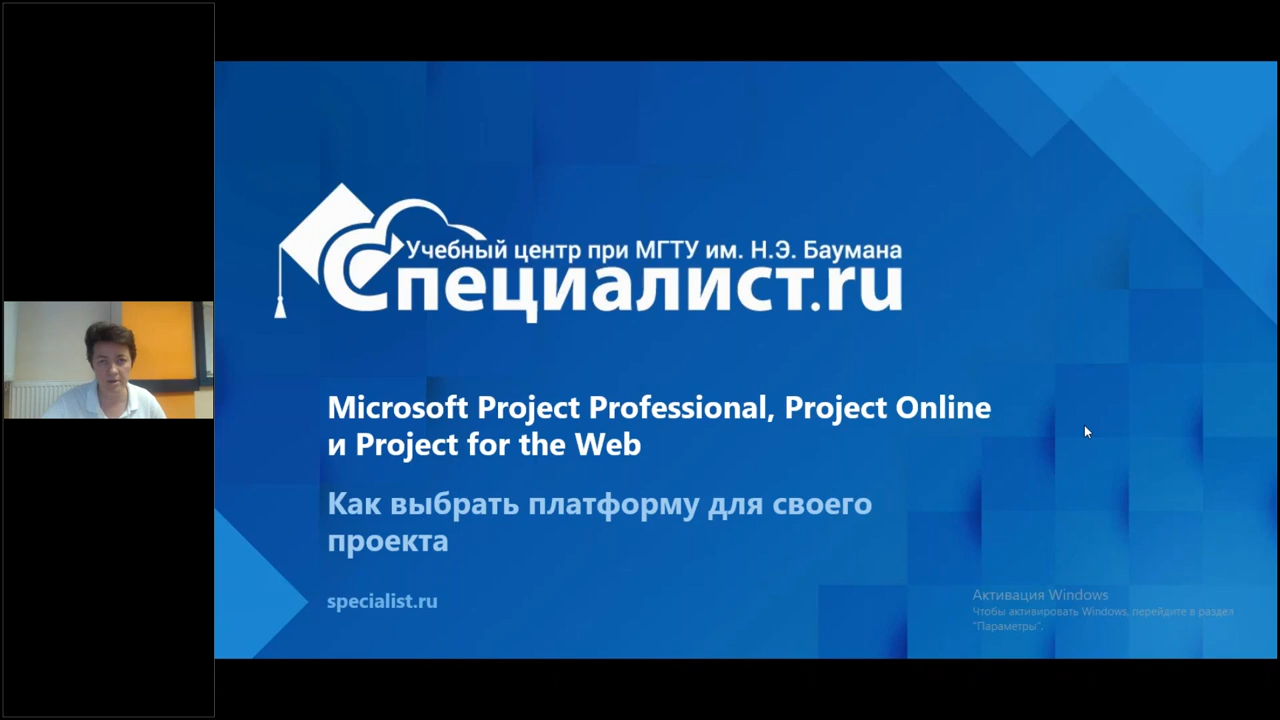 Учебный центр при МГТУ им. Н.Э. Баумана
Специалист.ru
Microsoft Project Professional, Project Online
и Project for the Web
Как выбрать платформу для своего
проекта
specialist.ru
Активация Windows
Чтобы активировать Windows, перейдите в раздел
"Параметры".